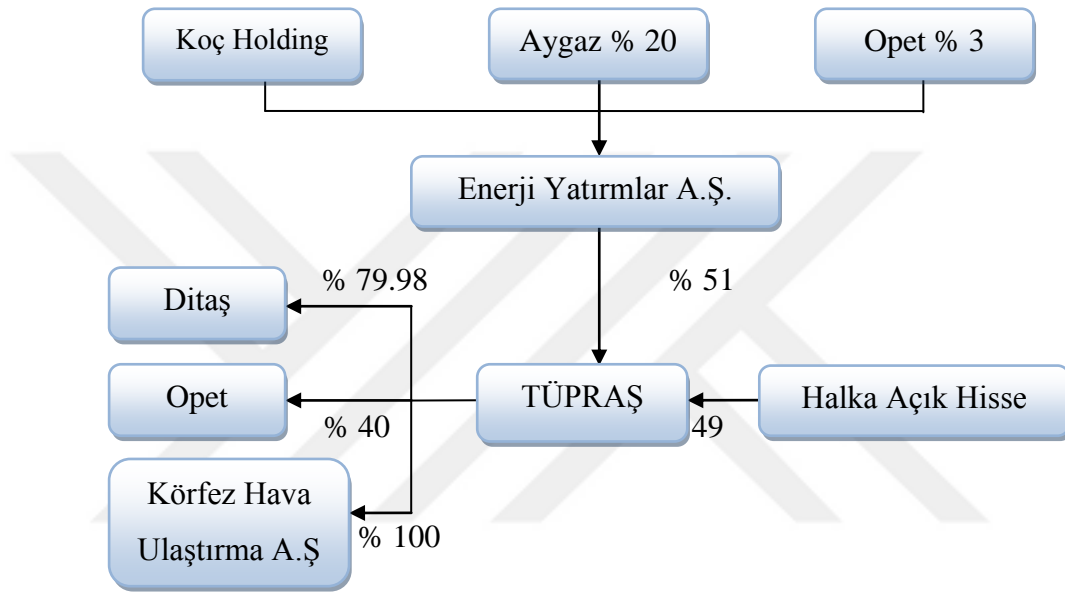 Koç Holding
Aygaz % 20
Opet % 3
Enerji Yatırmlar A.Ş.
% 79.98
% 51
Ditaş
Opet
TÜPRAŞ
Halka Açık Hisse
% 40
49
Körfez Hava
Ulaştırma A.Ş
% 100